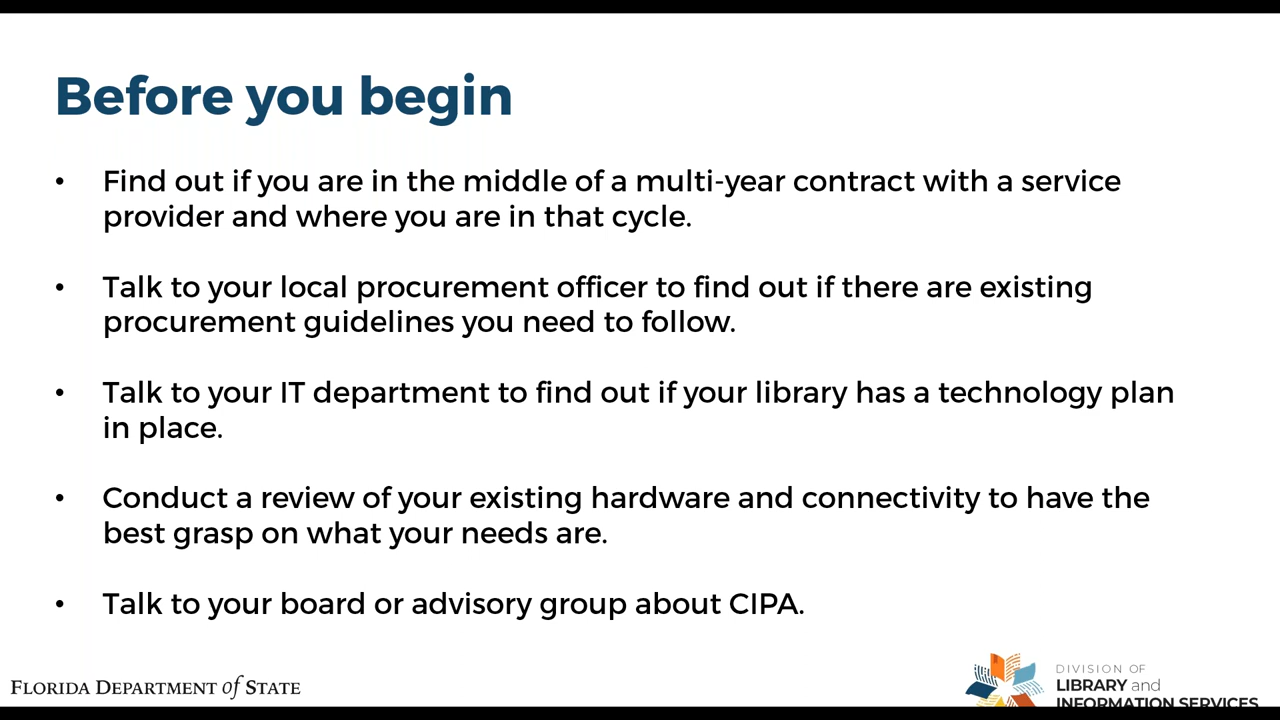 Before you begin
• Find out if you are in the middle of a multi-year contract with a service
provider and where you are in that cycle.
• Talk to your local procurement officer to find out if there are existing
procurement guidelines you need to follow.
• Talk to your IT department to find out if your library has a technology plan
in place.
• Conduct a review of your existing hardware and connectivity to have the
best grasp on what your needs are.
• Talk to your board or advisory group about CIPA.
FLORIDA DEPARTMENT of STATE
DIVISION OF
LIBRARY and
INFORMATION SERVICES